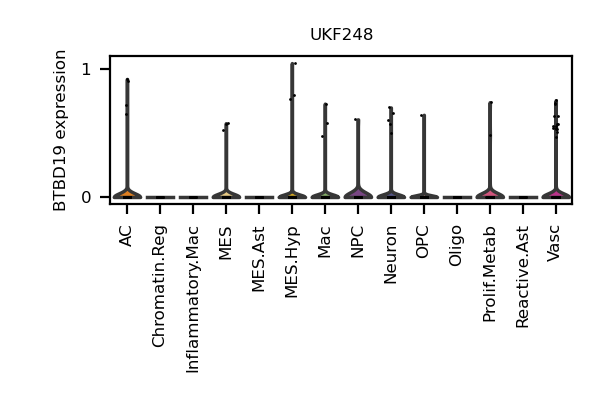 UKF248
BTBD19 expression
1
0
AC
Chromatin.Reg
Inflammatory.Mac
MES
MES.Ast
MES.Hyp
Mac
NPC
Neuron
OPC
Oligo
Prolif.Metab
Reactive.Ast
Vasc